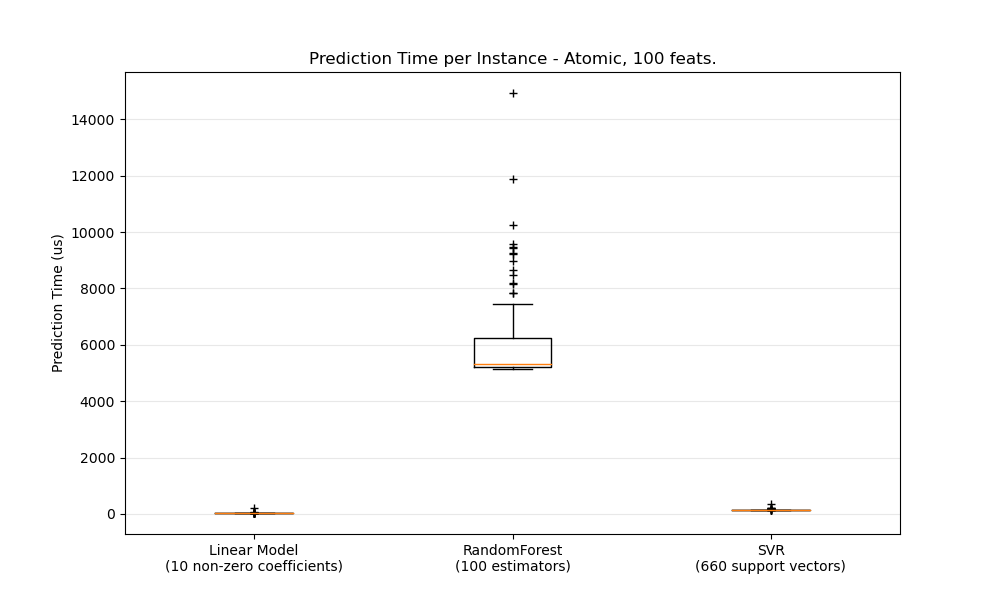 Prediction Time per Instance - Atomic, 100 feats.
Prediction Time (us)
14000
12000
10000
8000
6000
4000
2000
0
Linear Model
(10 non-zero coefficients)
RandomForest
(100 estimators)
SVR
(660 support vectors)